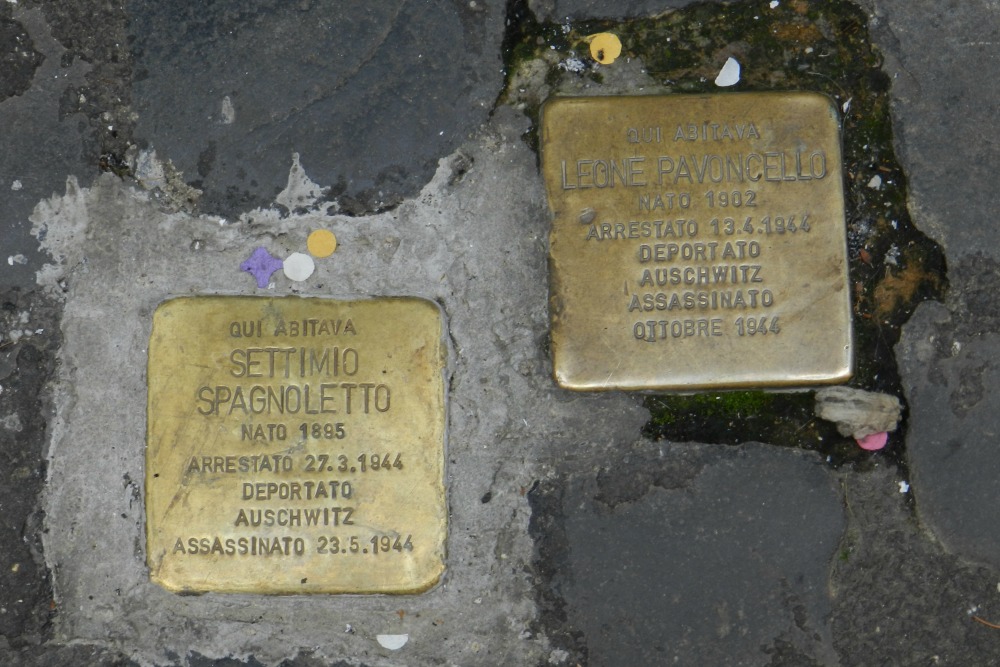 QUI ABITAVA
SETTIMIO
SPAGNOLETTO
NATO 1895
ARRESTATO 27.3.1944
DEPORTATO
AUSCHWITZ
ASSASSINATO 23.5.1944
QUI ABITAVA
LEONE PAVONCELLO
NATO 1902
ARRESTATO 13.4.1944
DEPORTATO
AUSCHWITZ
ASSASSINATO
OTTOBRE 1944